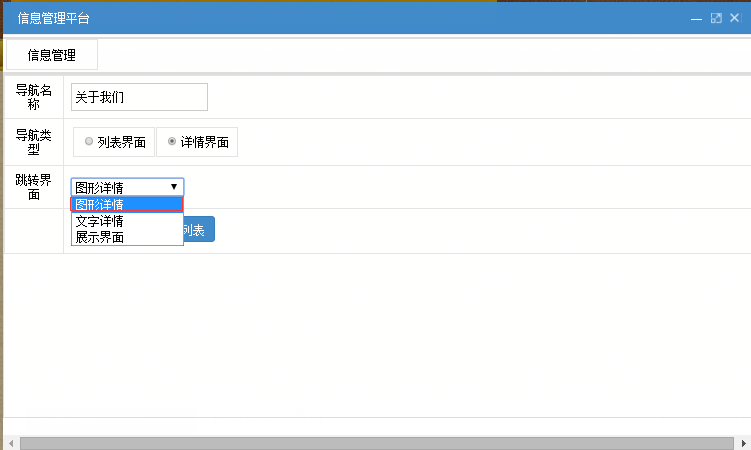 信息管理平台
信息管理
导航名称
关于我们
导航类型
列表界面
详情界面
跳转界面
图形详情
图形详情
文字详情
展示界面
列表